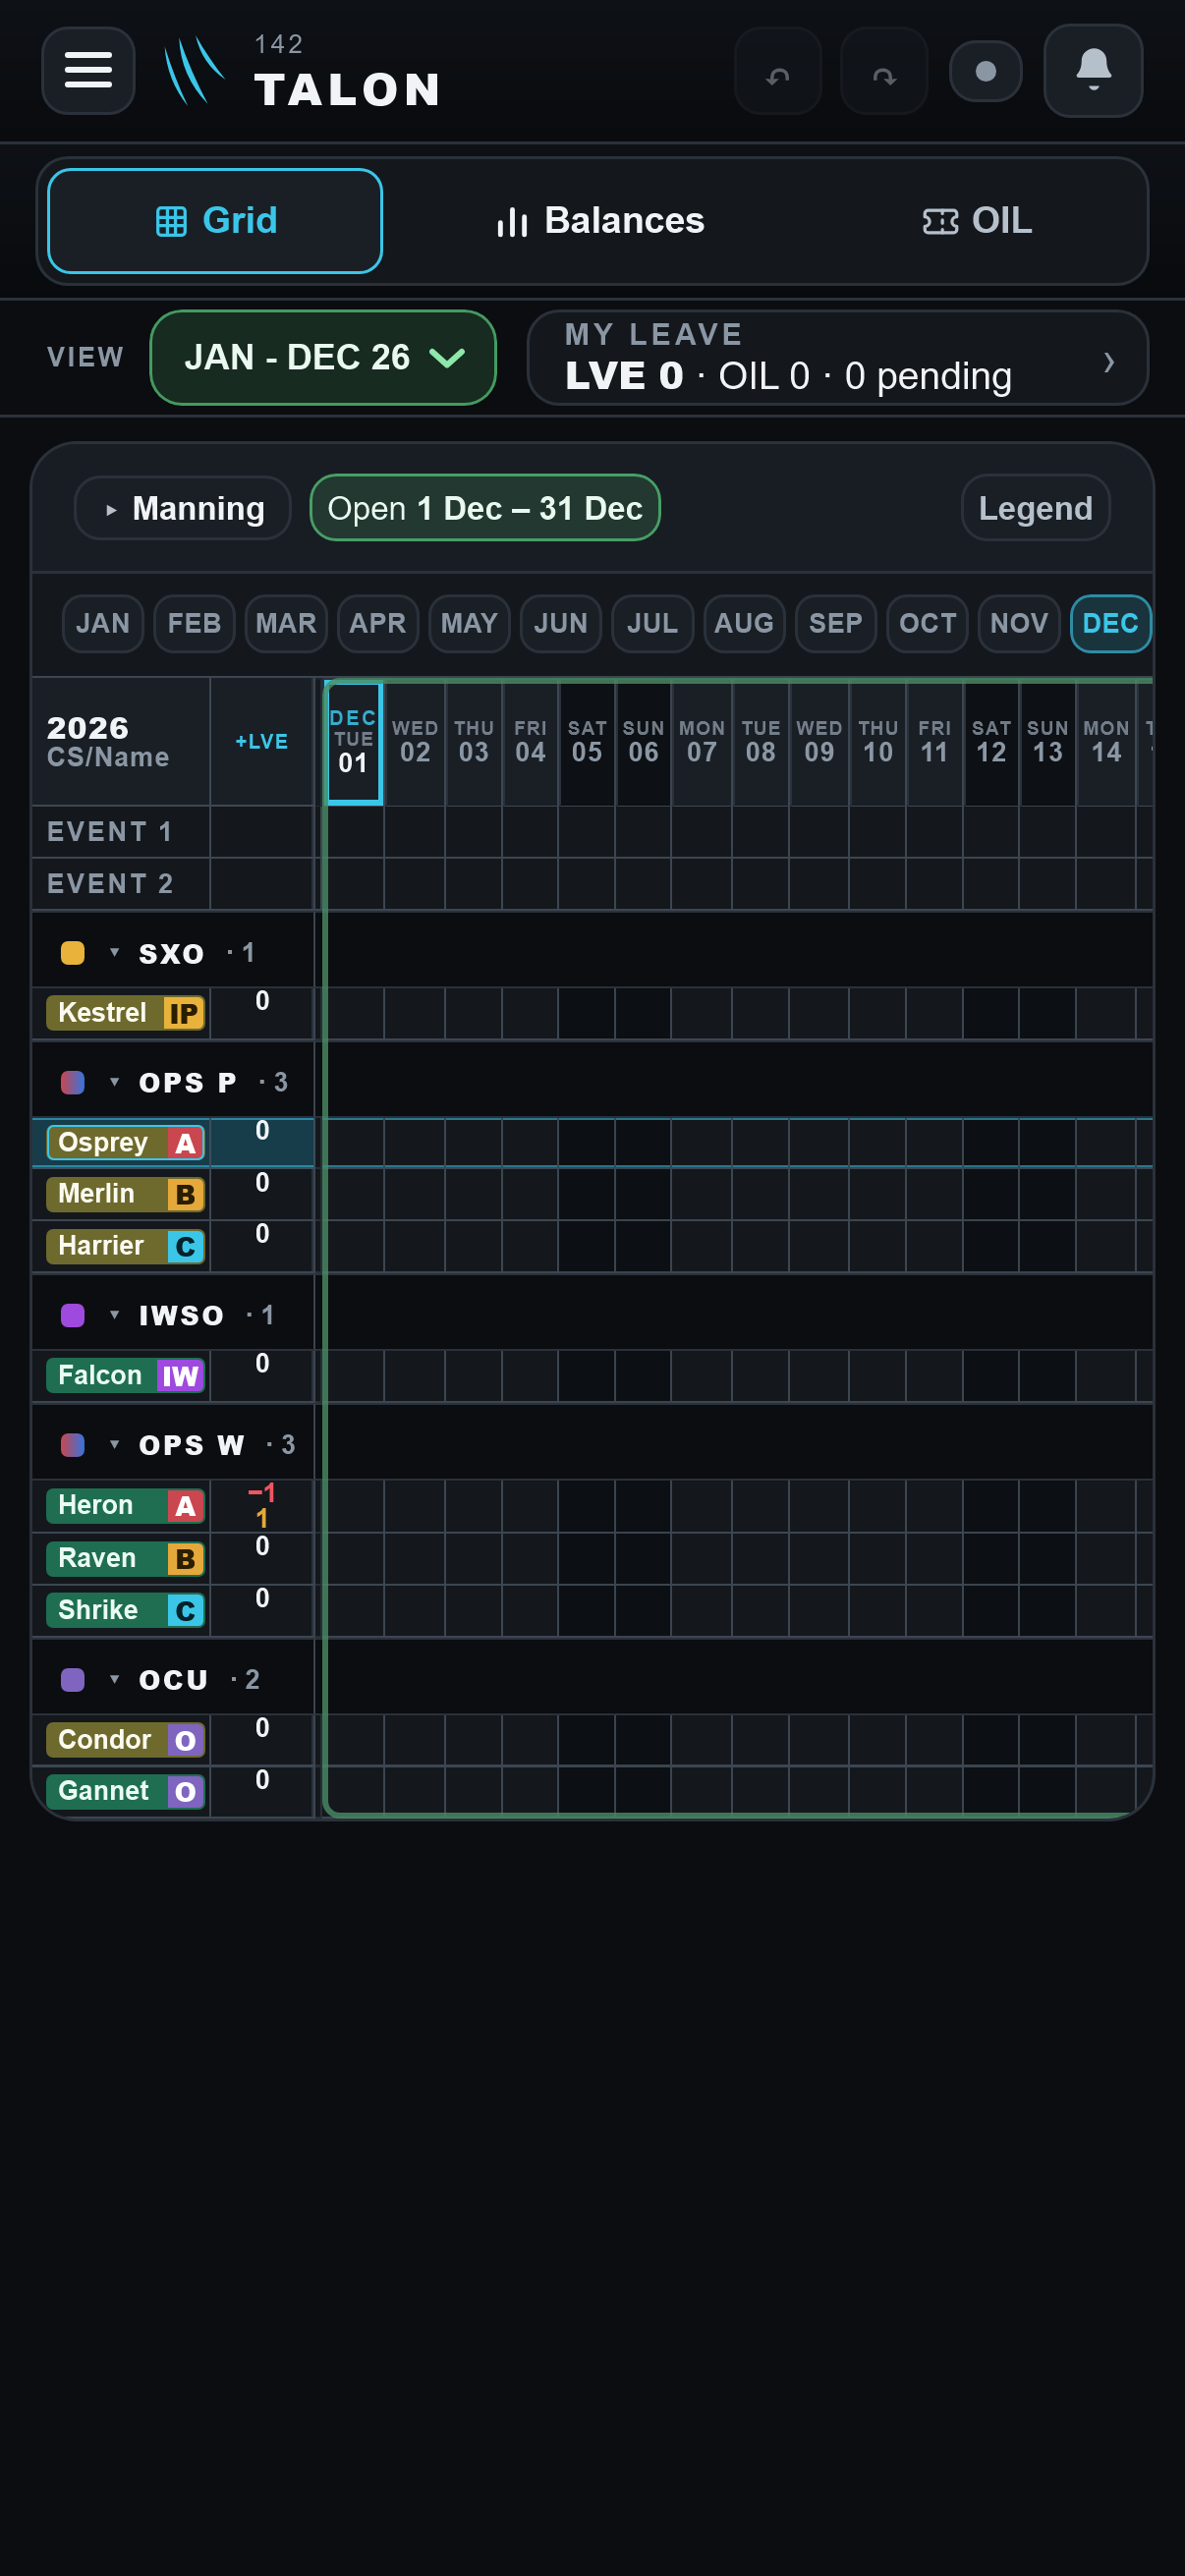 142
TALON
Grid
Balances
OIL
VIEW
JAN - DEC 26
MY LEAVE
LVE 0 · OIL 0 · 0 pending
Manning
Open 1 Dec – 31 Dec
Legend
JAN FEB MAR APR MAY JUN JUL AUG SEP OCT NOV DEC
2026
CS/Name
+LVE
DEC TUE 01
WED 02
THU 03
FRI 04
SAT 05
SUN 06
MON 07
TUE 08
WED 09
THU 10
FRI 11
SAT 12
SUN 13
MON 14
EVENT 1
EVENT 2
SXO · 1
Kestrel IP 0
OPS P · 3
Osprey A 0
Merlin B 0
Harrier C 0
IWSO · 1
Falcon IW 0
OPS W · 3
Heron A −1 1
Raven B 0
Shrike C 0
OCU · 2
Condor O 0
Gannet O 0